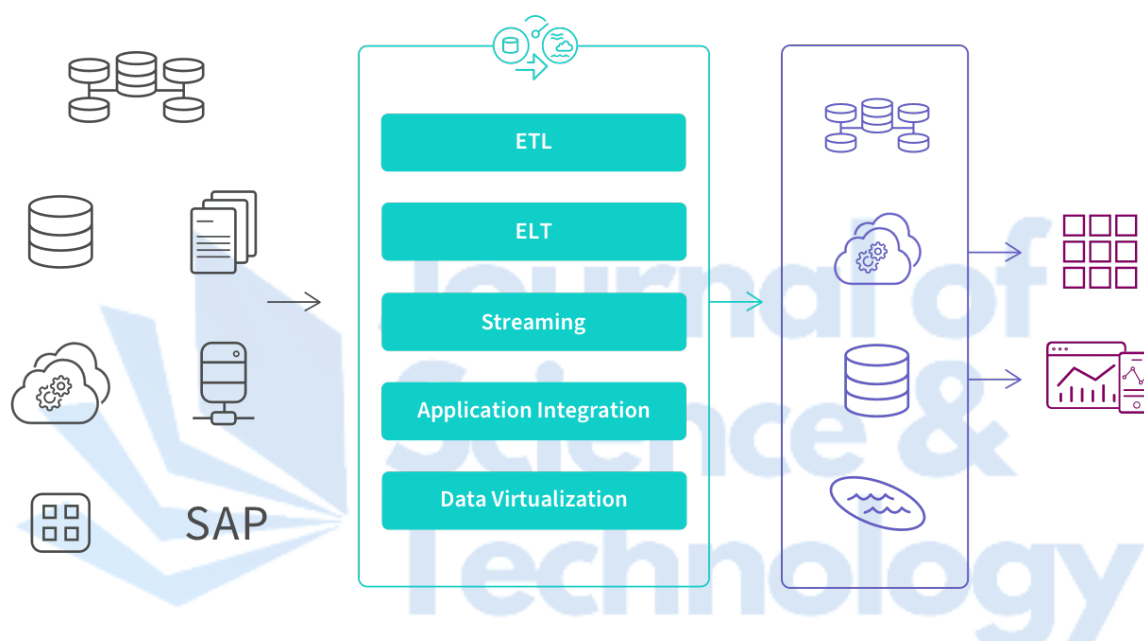 ETL
ELT
Streaming
Application Integration
Data Virtualization
SAP
Journal of
Science &
Technology